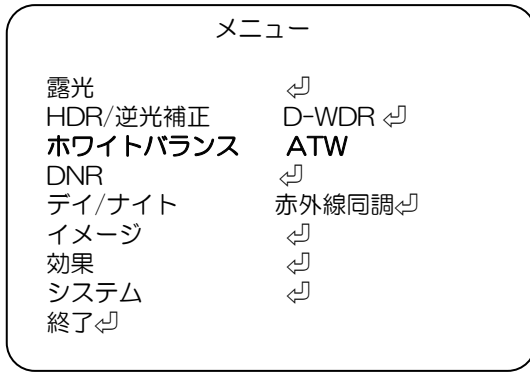 メニュー
露光 ⏎
HDR/逆光補正 D-WDR ⏎
ホワイトバランス ATW
DNR ⏎
デイ/ナイト 赤外線同調⏎
イメージ ⏎
効果 ⏎
システム ⏎
終了⏎